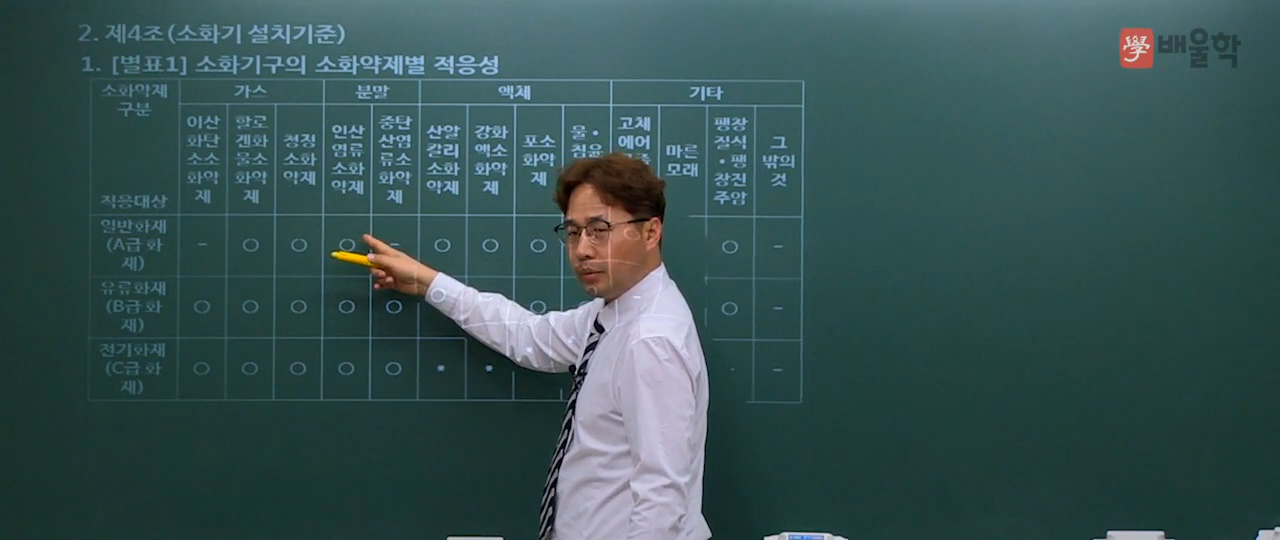 學 배울학
2. 제4조(소화기 설치기준)
1. [별표1] 소화기구의 소화약제별 적응성
소화약제 구분 가스 분말 액체 기타
적응대상 이산화탄소소화약제 할로겐화물소화약제 청정소화약제 인산염류소화약제 중탄산염류소화약제 산알칼리소화약제 강화액소화약제 포소화약제 물•침윤 고체에어 마른모래 팽창질석•팽창진주암 그 밖의 것
일반화재(A급 화재) - ○ ○ ○ - ○ ○ ○ ○ -
유류화재(B급 화재) ○ ○ ○ ○ ○ ○ ○ -
전기화재(C급 화재) ○ ○ ○ ○ ○ * * -